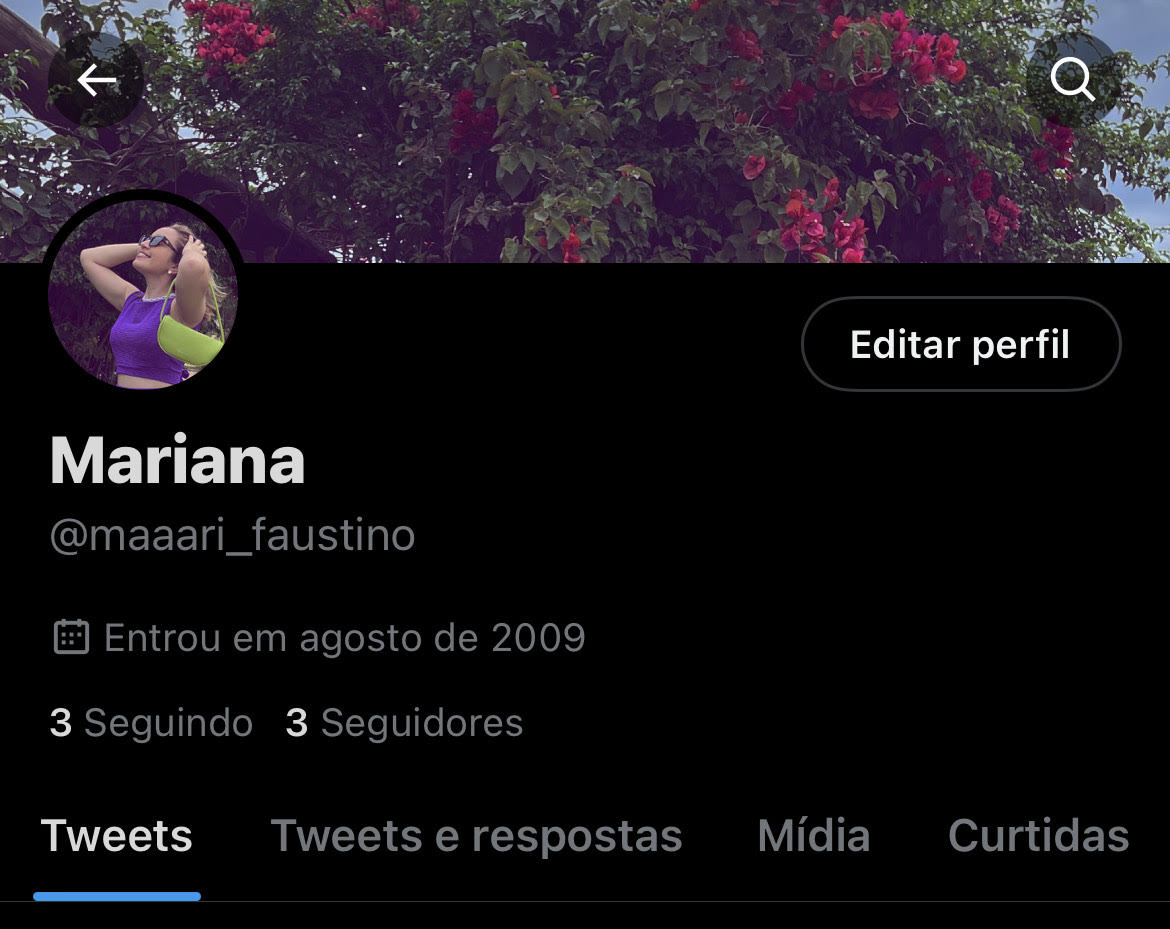 Editar perfil
Mariana
@maaari_faustino
Entrou em agosto de 2009
3 Seguindo 3 Seguidores
Tweets Tweets e respostas Mídia Curtidas